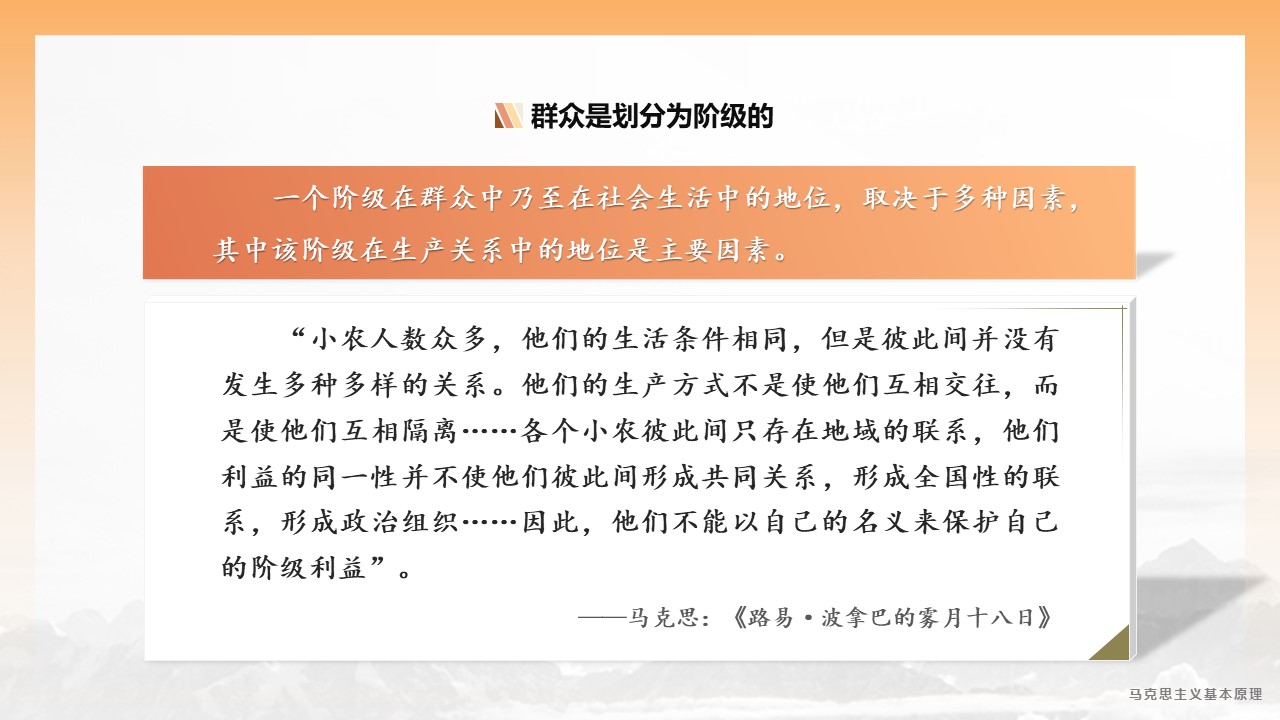 群众是划分为阶级的
一个阶级在群众中乃至在社会生活中的地位，取决于多种因素，
其中该阶级在生产关系中的地位是主要因素。
“小农人数众多，他们的生活条件相同，但是彼此间并没有
发生多种多样的关系。他们的生产方式不是使他们互相交往，而
是使他们互相隔离……各个小农彼此间只存在地域的联系，他们
利益的同一性并不使他们彼此间形成共同关系，形成全国性的联
系，形成政治组织……因此，他们不能以自己的名义来保护自己
的阶级利益”。
——马克思：《路易·波拿巴的雾月十八日》
马克思主义基本原理